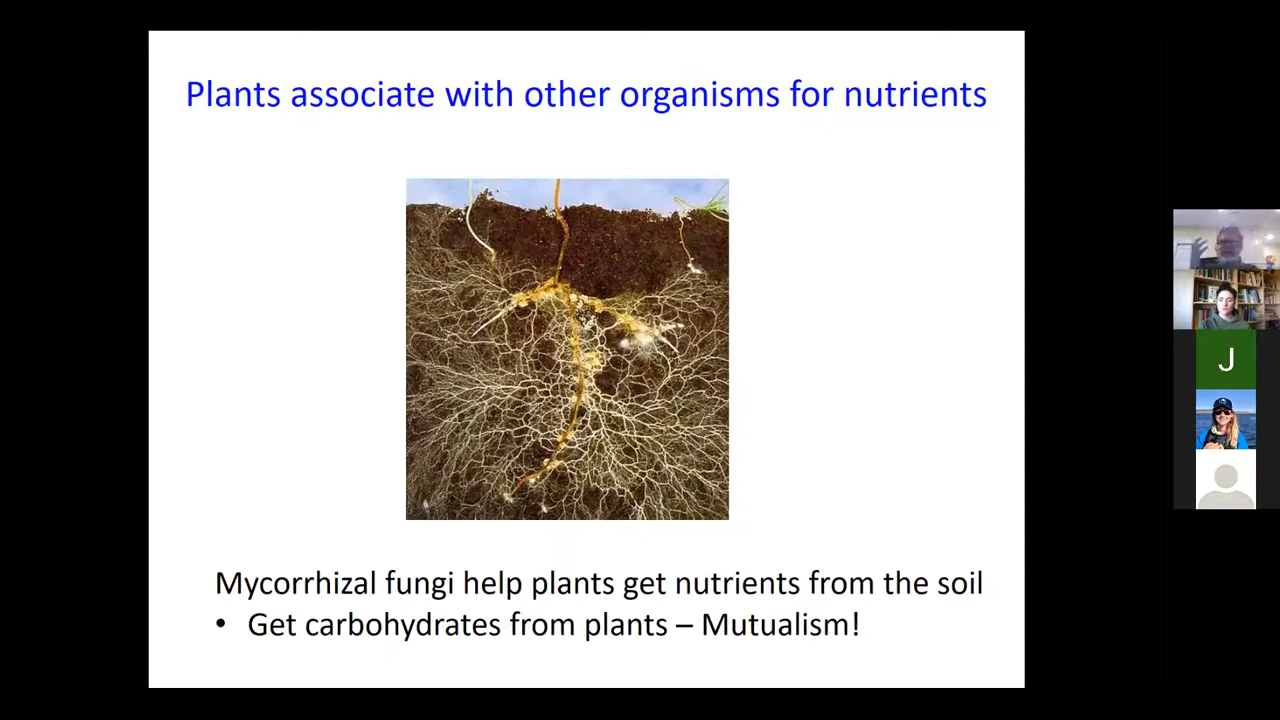 Plants associate with other organisms for nutrients
Mycorrhizal fungi help plants get nutrients from the soil
• Get carbohydrates from plants – Mutualism!
J